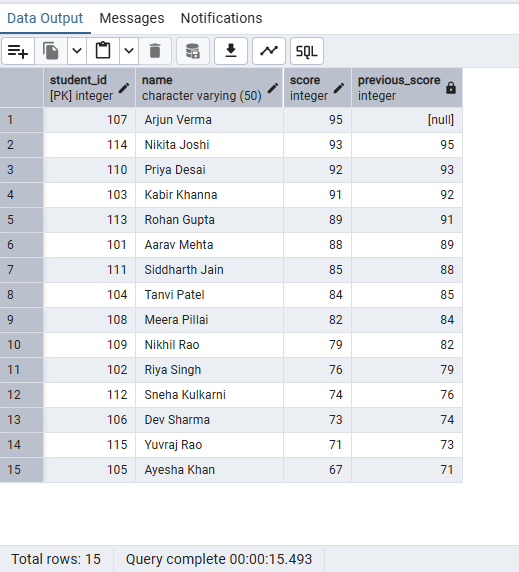 Data Output Messages Notifications
SQL
student_id name score previous_score
[PK] integer character varying (50) integer integer
1 107 Arjun Verma 95 [null]
2 114 Nikita Joshi 93 95
3 110 Priya Desai 92 93
4 103 Kabir Khanna 91 92
5 113 Rohan Gupta 89 91
6 101 Aarav Mehta 88 89
7 111 Siddharth Jain 85 88
8 104 Tanvi Patel 84 85
9 108 Meera Pillai 82 84
10 109 Nikhil Rao 79 82
11 102 Riya Singh 76 79
12 112 Sneha Kulkarni 74 76
13 106 Dev Sharma 73 74
14 115 Yuvraj Rao 71 73
15 105 Ayesha Khan 67 71
Total rows: 15 Query complete 00:00:15.493